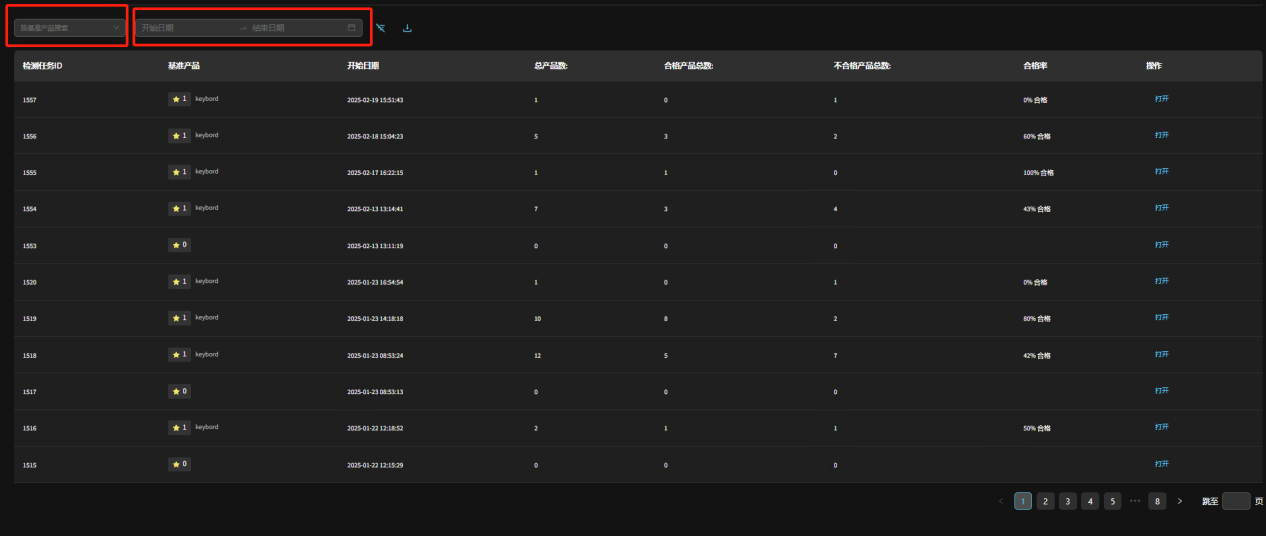 按基准产品搜索 开始日期 → 结束日期
检测任务ID 基准产品 开始日期 总产品数: 合格产品总数: 不合格产品总数: 合格率 操作
1557 1 keybord 2025-02-19 15:51:43 1 0 1 0% 合格 打开
1556 1 keybord 2025-02-18 15:04:23 5 3 2 60% 合格 打开
1555 1 keybord 2025-02-17 16:22:15 1 1 0 100% 合格 打开
1554 1 keybord 2025-02-13 13:14:41 7 3 4 43% 合格 打开
1553 0 2025-02-13 13:11:19 0 0 0 打开
1520 1 keybord 2025-01-23 16:54:54 1 0 1 0% 合格 打开
1519 1 keybord 2025-01-23 14:18:18 10 8 2 80% 合格 打开
1518 1 keybord 2025-01-23 08:53:24 12 5 7 42% 合格 打开
1517 0 2025-01-23 08:53:13 0 0 0 打开
1516 1 keybord 2025-01-22 12:18:52 2 1 1 50% 合格 打开
1515 0 2025-01-22 12:15:29 0 0 0 打开
< 1 2 3 4 5 ••• 8 > 跳至 页